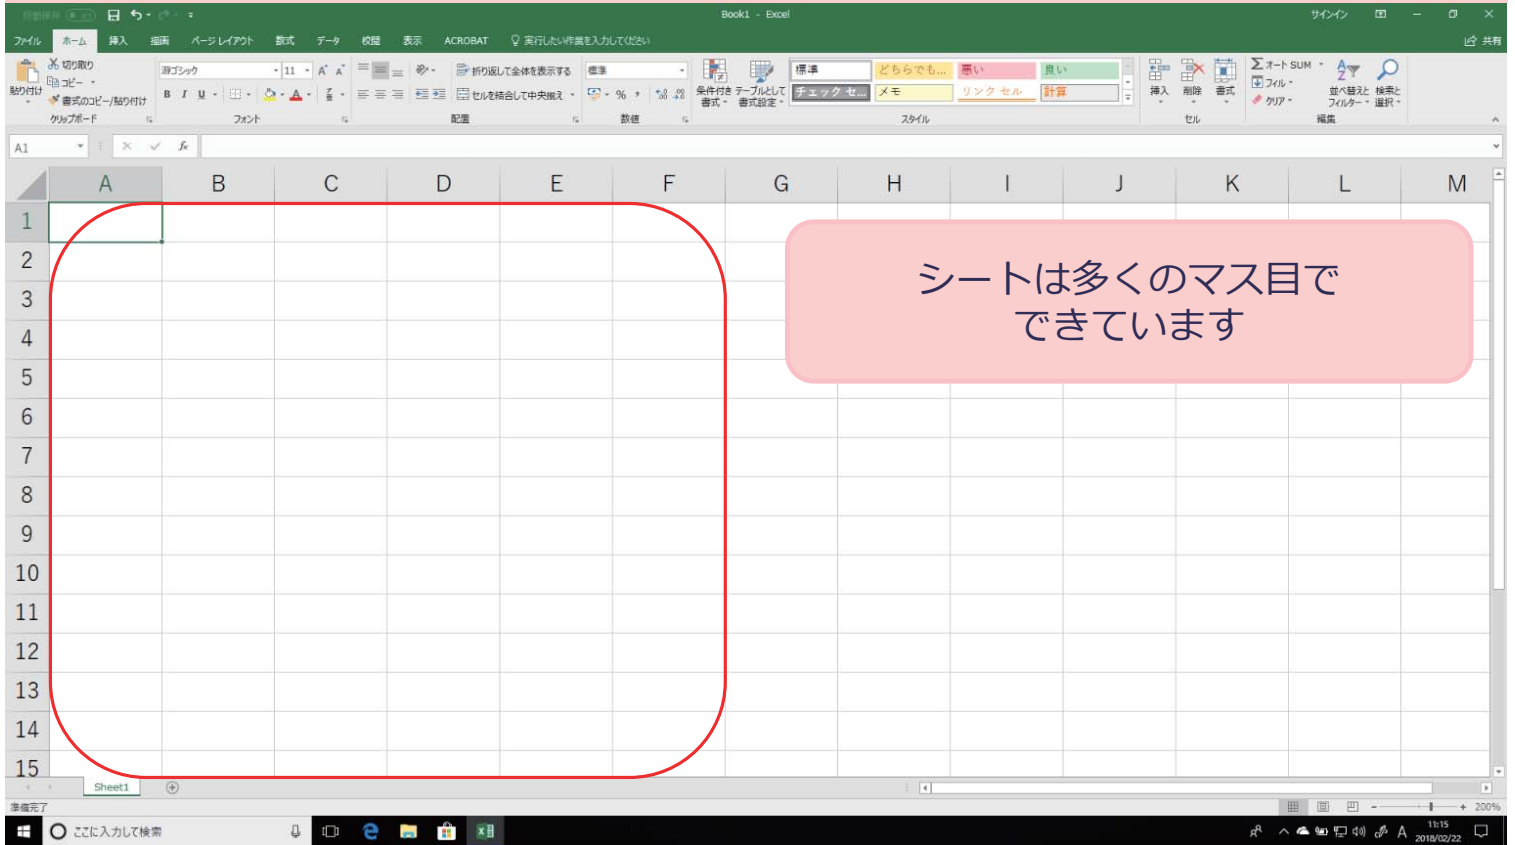 自動保存
Book1 - Excel
サインイン
ファイル ホーム 挿入 描画 ページ レイアウト 数式 データ 校閲 表示 ACROBAT 実行したい作業を入力してください 共有
貼り付け
切り取り
コピー
書式のコピー/貼り付け
クリップボード
游ゴシック 11
B I U
フォント
折り返して全体を表示する
セルを結合して中央揃え
配置
標準
%
数値
条件付き書式
テーブルとして書式設定
標準 どちらでも... 悪い 良い
チェック セ... メモ リンク セル 計算
スタイル
挿入 削除 書式
セル
オート SUM
フィル
クリア
並べ替えと フィルター
検索と 選択
編集
A1
fx
A B C D E F G H I J K L M
1
2
3
4
5
6
7
8
9
10
11
12
13
14
15
シートは多くのマス目で
できています
Sheet1
準備完了
200%
ここに入力して検索
A
11:15
2018/02/22